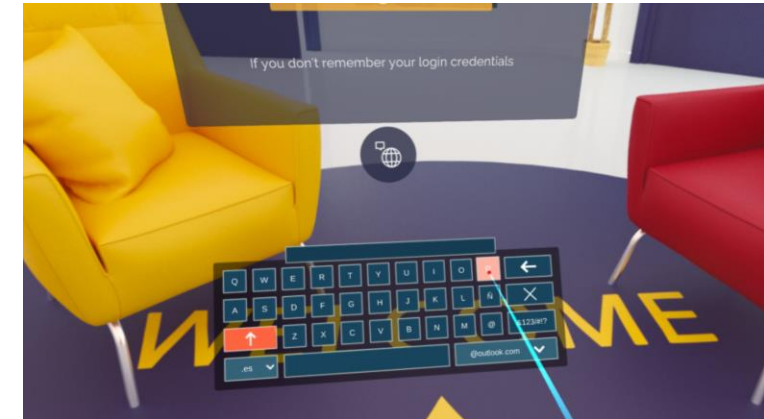 If you don't remember your login credentials
Q W E R T Y U I O
A S D F G H J K L Ñ
Z X C V B N M @ &123/#!?
.es @outlook.com
WELCOME